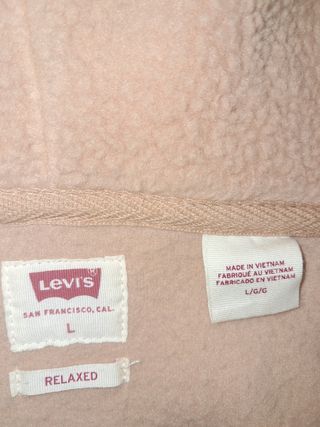 Levi's®
SAN FRANCISCO, CAL.
L
RELAXED
MADE IN VIETNAM
FABRIQUÉ AU VIETNAM
FABRICADO EN VIETNAM
L/G/G